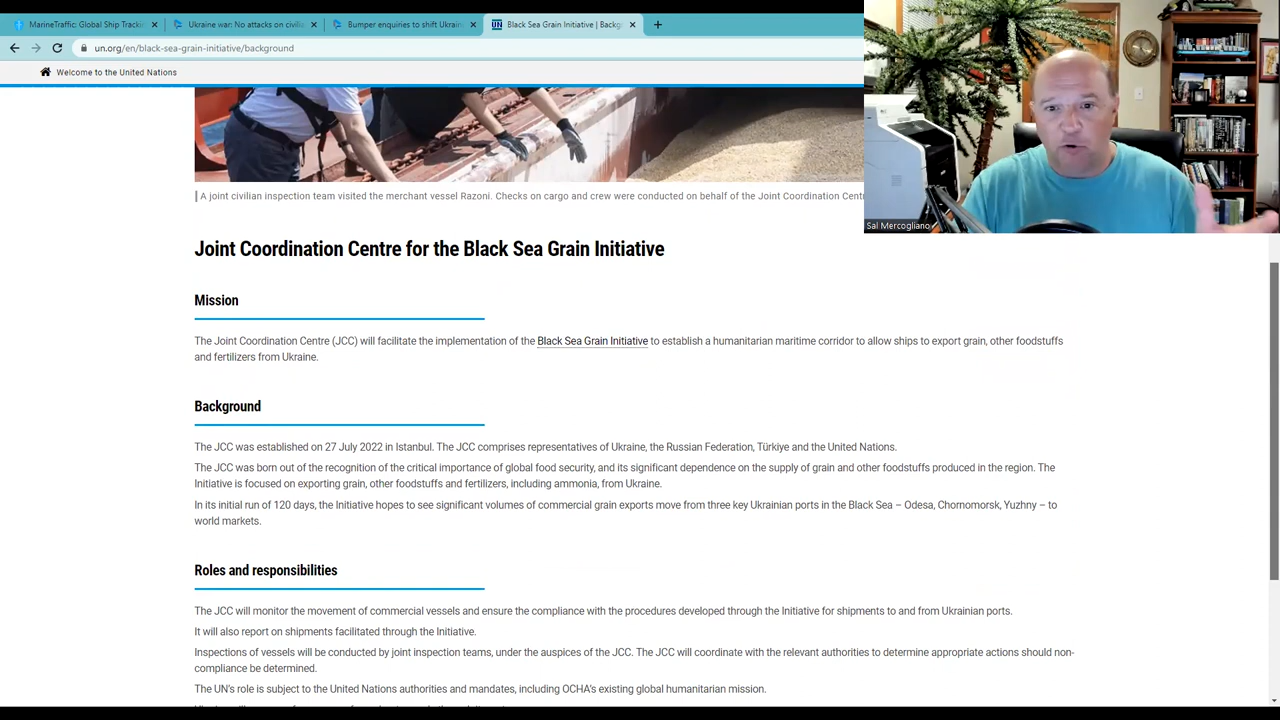 MarineTraffic: Global Ship Trackin
Ukraine war: No attacks on civilia
Bumper enquiries to shift Ukrain
UN
Black Sea Grain Initiative | Backg
un.org/en/black-sea-grain-initiative/background
Welcome to the United Nations
A joint civilian inspection team visited the merchant vessel Razoni. Checks on cargo and crew were conducted on behalf of the Joint Coordination Cent
Sal Mercogliano
Joint Coordination Centre for the Black Sea Grain Initiative
Mission
The Joint Coordination Centre (JCC) will facilitate the implementation of the Black Sea Grain Initiative to establish a humanitarian maritime corridor to allow ships to export grain, other foodstuffs
and fertilizers from Ukraine.
Background
The JCC was established on 27 July 2022 in Istanbul. The JCC comprises representatives of Ukraine, the Russian Federation, Türkiye and the United Nations.
The JCC was born out of the recognition of the critical importance of global food security, and its significant dependence on the supply of grain and other foodstuffs produced in the region. The
Initiative is focused on exporting grain, other foodstuffs and fertilizers, including ammonia, from Ukraine.
In its initial run of 120 days, the Initiative hopes to see significant volumes of commercial grain exports move from three key Ukrainian ports in the Black Sea – Odesa, Chornomorsk, Yuzhny – to
world markets.
Roles and responsibilities
The JCC will monitor the movement of commercial vessels and ensure the compliance with the procedures developed through the Initiative for shipments to and from Ukrainian ports.
It will also report on shipments facilitated through the Initiative.
Inspections of vessels will be conducted by joint inspection teams, under the auspices of the JCC. The JCC will coordinate with the relevant authorities to determine appropriate actions should non-
compliance be determined.
The UN's role is subject to the United Nations authorities and mandates, including OCHA's existing global humanitarian mission.